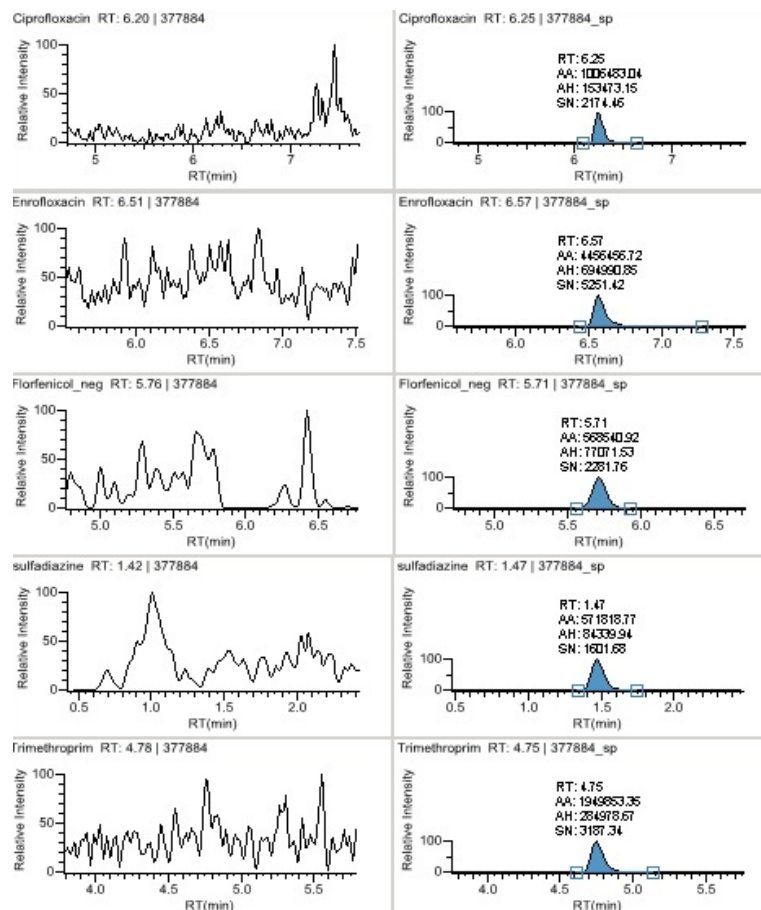 Ciprofloxacin RT: 6.20 | 377884
Relative Intensity
100
50
0
5 6 7
RT(min)
Ciprofloxacin RT: 6.25 | 377884_sp
RT: 6.25
AA: 1006483.04
AH: 153473.15
SN: 2174.46
Relative Intensity
100
0
5 6 7
RT(min)
Enrofloxacin RT: 6.51 | 377884
Relative Intensity
100
50
0
6.0 6.5 7.0 7.5
RT(min)
Enrofloxacin RT: 6.57 | 377884_sp
RT: 6.57
AA: 4456456.72
AH: 694990.85
SN: 5251.42
Relative Intensity
100
0
6.0 6.5 7.0 7.5
RT(min)
Florfenicol_neg RT: 5.76 | 377884
Relative Intensity
100
50
0
5.0 5.5 6.0 6.5
RT(min)
Florfenicol_neg RT: 5.71 | 377884_sp
RT: 5.71
AA: 568540.92
AH: 77071.53
SN: 2281.76
Relative Intensity
100
0
5.0 5.5 6.0 6.5
RT(min)
sulfadiazine RT: 1.42 | 377884
Relative Intensity
100
50
0
0.5 1.0 1.5 2.0
RT(min)
sulfadiazine RT: 1.47 | 377884_sp
RT: 1.47
AA: 571818.77
AH: 84339.94
SN: 1601.68
Relative Intensity
100
0
0.5 1.0 1.5 2.0
RT(min)
Trimethroprim RT: 4.78 | 377884
Relative Intensity
100
50
0
4.0 4.5 5.0 5.5
RT(min)
Trimethroprim RT: 4.75 | 377884_sp
RT: 4.75
AA: 1949853.35
AH: 284978.67
SN: 3187.34
Relative Intensity
100
0
4.0 4.5 5.0 5.5
RT(min)